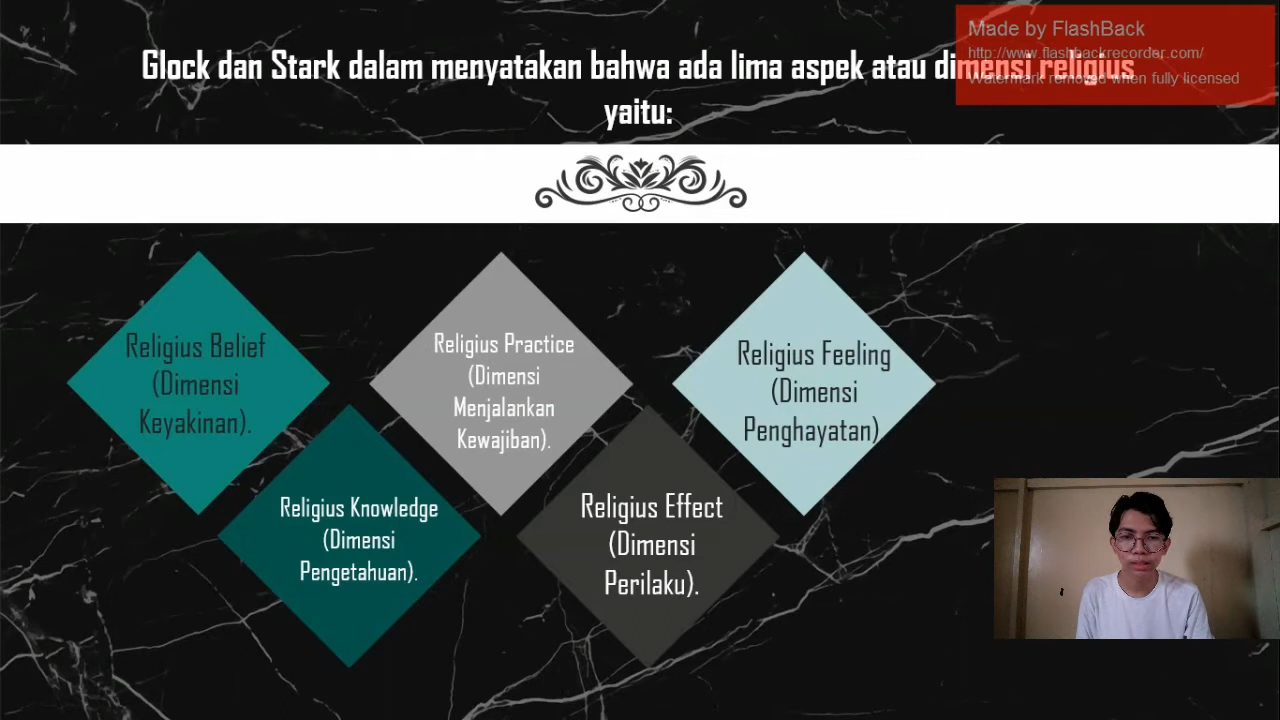 Glock dan Stark dalam menyatakan bahwa ada lima aspek atau dimensi religius
yaitu:
Made by FlashBack
http://www.flashbackrecorder.com/
Watermark removed when fully licensed
Religius Belief
(Dimensi
Keyakinan).
Religius Knowledge
(Dimensi
Pengetahuan).
Religius Practice
(Dimensi
Menjalankan
Kewajiban).
Religius Effect
(Dimensi
Perilaku).
Religius Feeling
(Dimensi
Penghayatan)